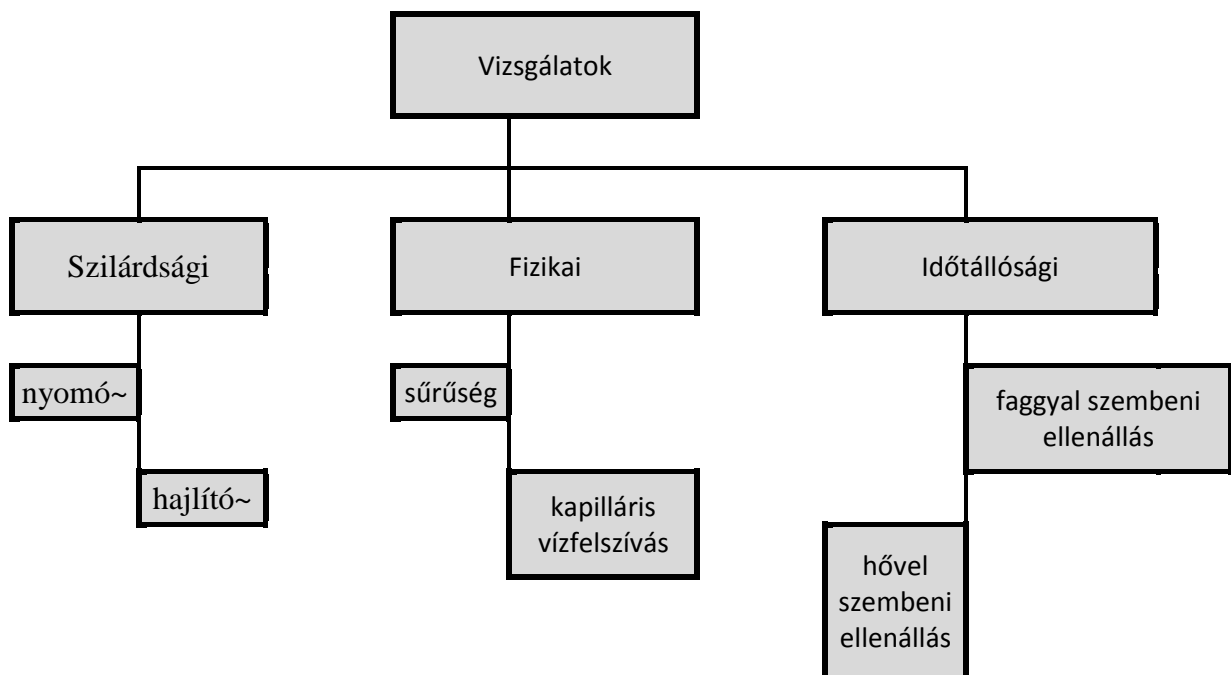 Vizsgálatok
Szilárdsági
Fizikai
Időtállósági
nyomó~
sűrűség
faggyal szembeni
ellenállás
hajlító~
kapilláris
vízfelszívás
hővel
szembeni
ellenállás